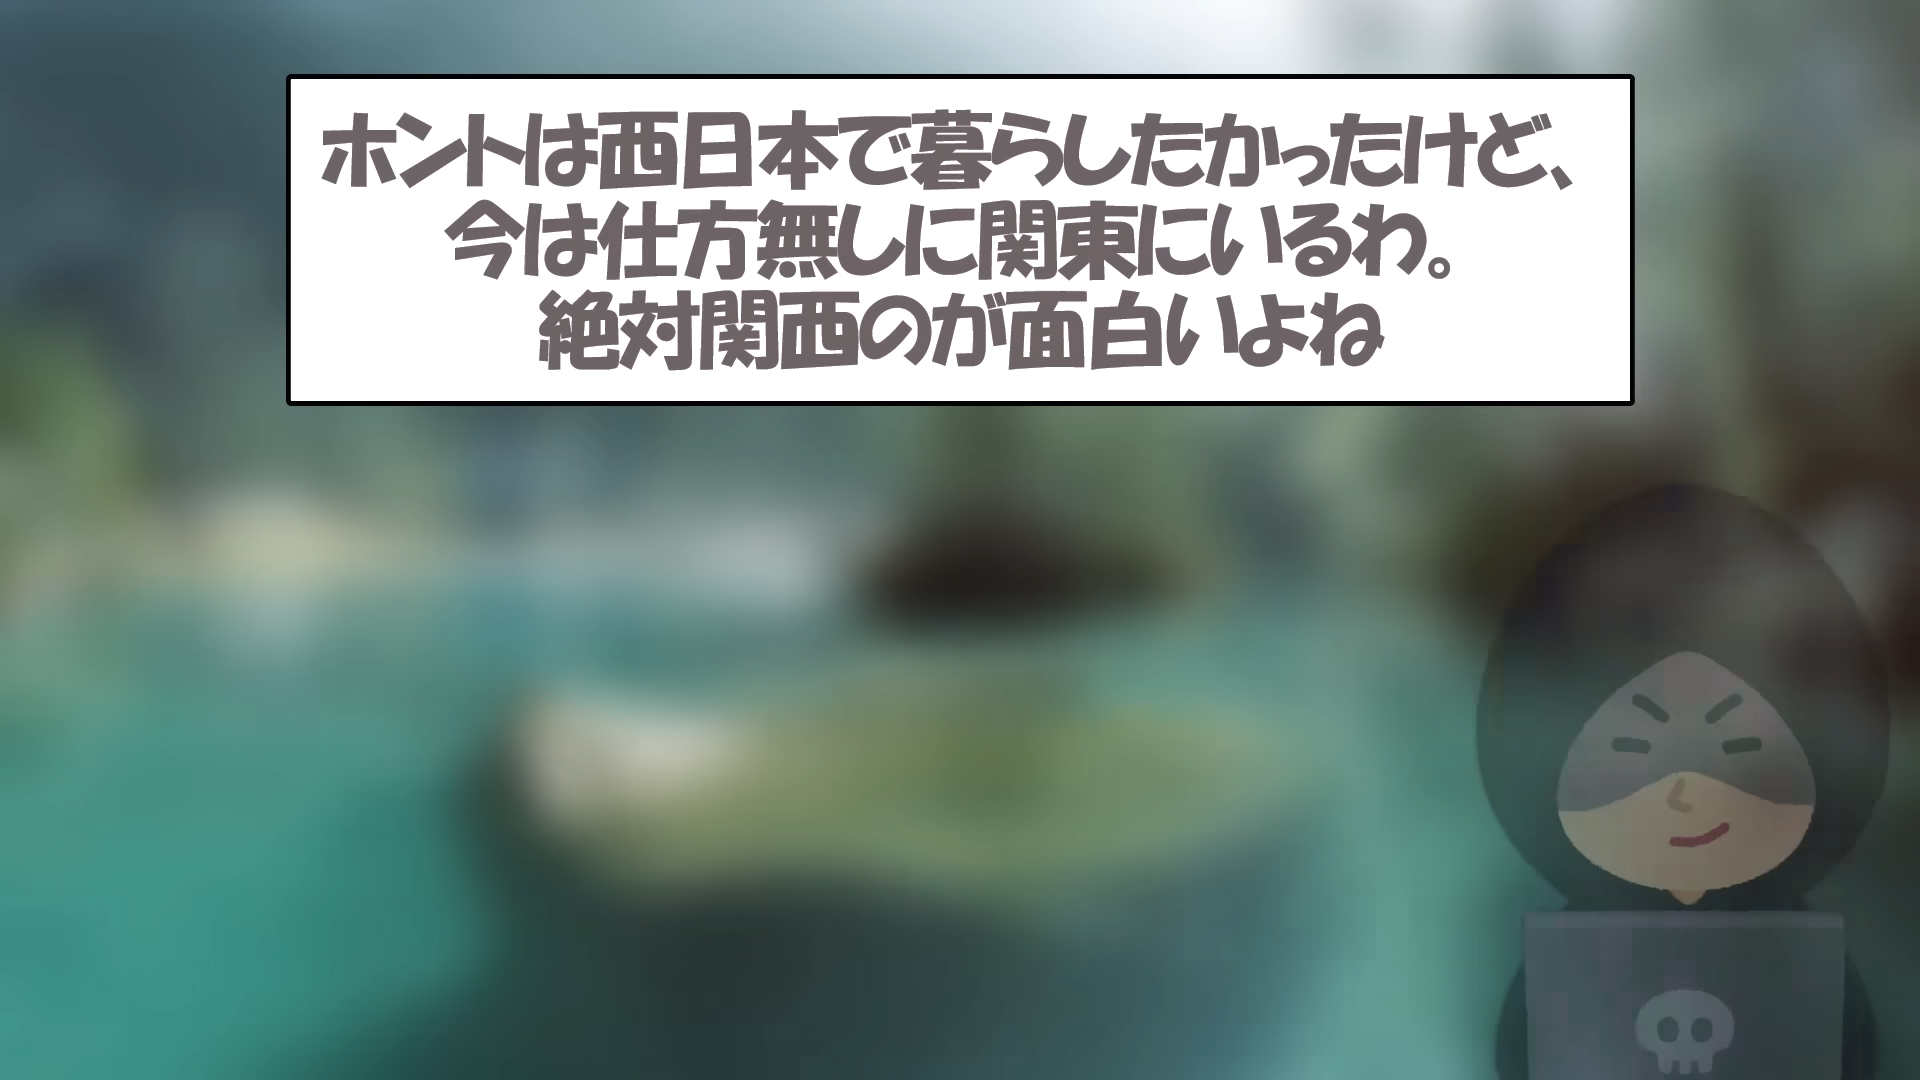 ホントは西日本で暮らしたかったけど、
今は仕方無しに関東にいるわ。
絶対関西のが面白いよね